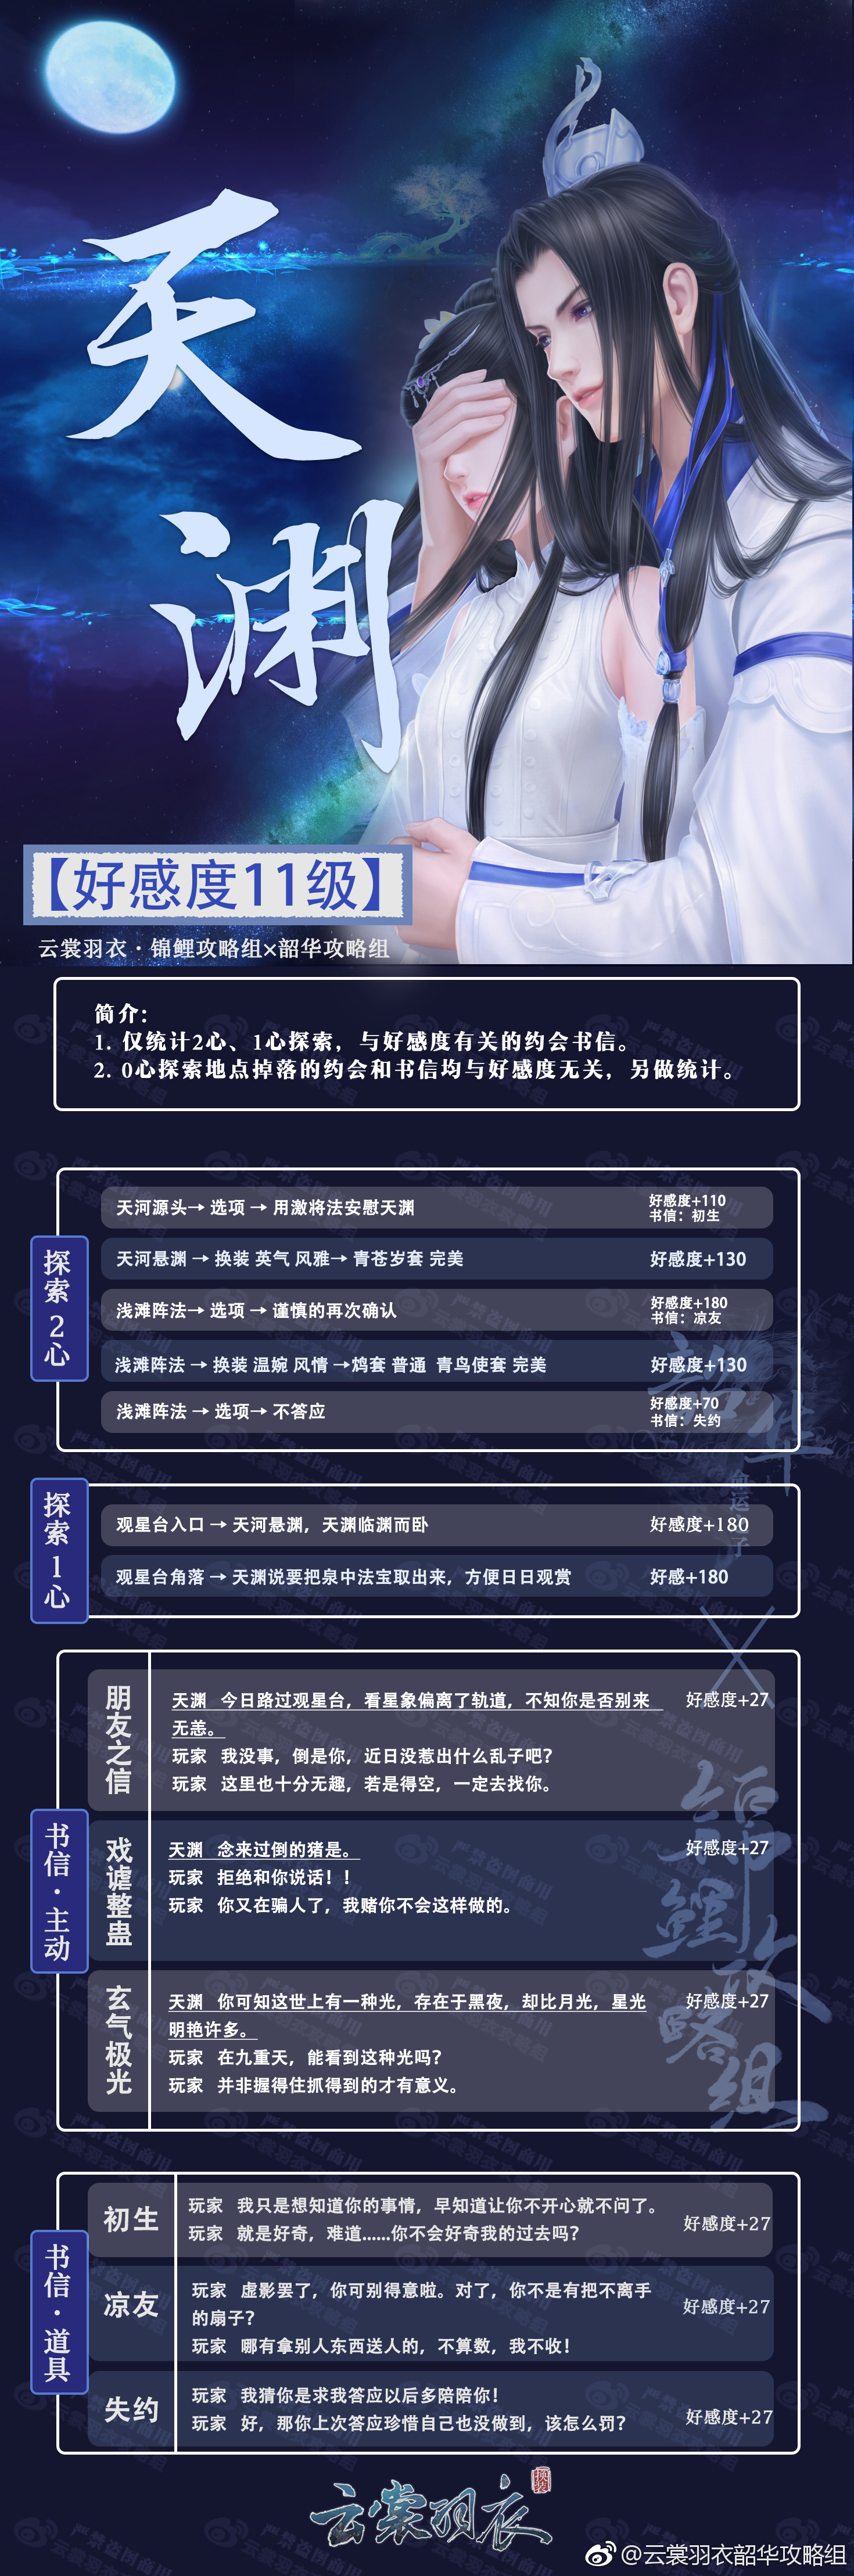 天
渊
【好感度11级】
云裳羽衣·锦鲤攻略组×韶华攻略组
简介:
1. 仅统计2心、1心探索，与好感度有关的约会书信。
2. 0心探索地点掉落的约会和书信均与好感度无关，另做统计。
探索2心
天河源头→ 选项 → 用激将法安慰天渊
好感度+110
书信：初生
天河悬渊 → 换装 英气 风雅→ 青苍岁套 完美
好感度+130
浅滩阵法→ 选项 → 谨慎的再次确认
好感度+180
书信：凉友
浅滩阵法 → 换装 温婉 风情 →鸩套 普通 青鸟使套 完美
好感度+130
浅滩阵法 → 选项→ 不答应
好感度+70
书信：失约
探索1心
观星台入口 → 天河悬渊，天渊临渊而卧
好感度+180
观星台角落 → 天渊说要把泉中法宝取出来，方便日日观赏
好感+180
书信·主动
朋友之信
天渊 今日路过观星台，看星象偏离了轨道，不知你是否别来
无恙。
好感度+27
玩家 我没事，倒是你，近日没惹出什么乱子吧？
玩家 这里也十分无趣，若是得空，一定去找你。
戏谑整蛊
天渊 念来过倒的猪是。
好感度+27
玩家 拒绝和你说话！！
玩家 你又在骗人了，我赌你不会这样做的。
玄气极光
天渊 你可知这世上有一种光，存在于黑夜，却比月光，星光
明艳许多。
好感度+27
玩家 在九重天，能看到这种光吗？
玩家 并非握得住抓得到的才有意义。
书信·道具
初生
玩家 我只是想知道你的事情，早知道让你不开心就不问了。
玩家 就是好奇，难道……你不会好奇我的过去吗？
好感度+27
凉友
玩家 虚影罢了，你可别得意啦。对了，你不是有把不离手
的扇子？
玩家 哪有拿别人东西送人的，不算数，我不收！
好感度+27
失约
玩家 我猜你是求我答应以后多陪陪你！
玩家 好，那你上次答应珍惜自己也没做到，该怎么罚？
好感度+27
韶华
×
锦鲤攻略组
云裳羽衣
换装
@云裳羽衣韶华攻略组